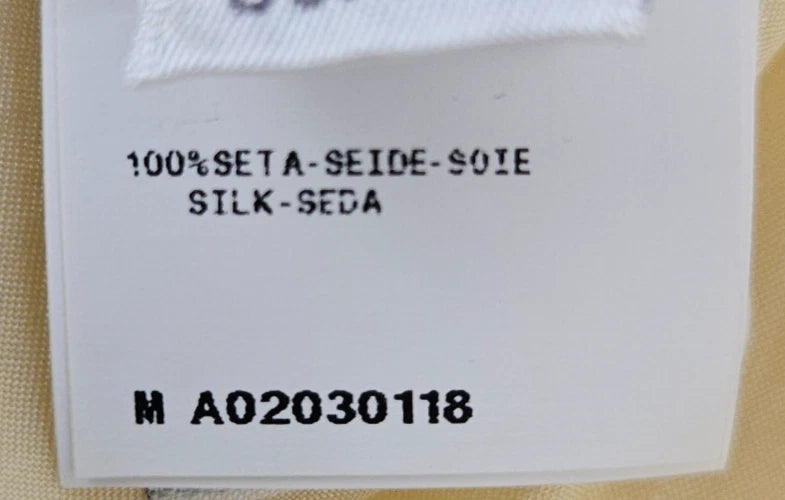 100%SETA-SEIDE-SOIE
SILK-SEDA
M A02030118